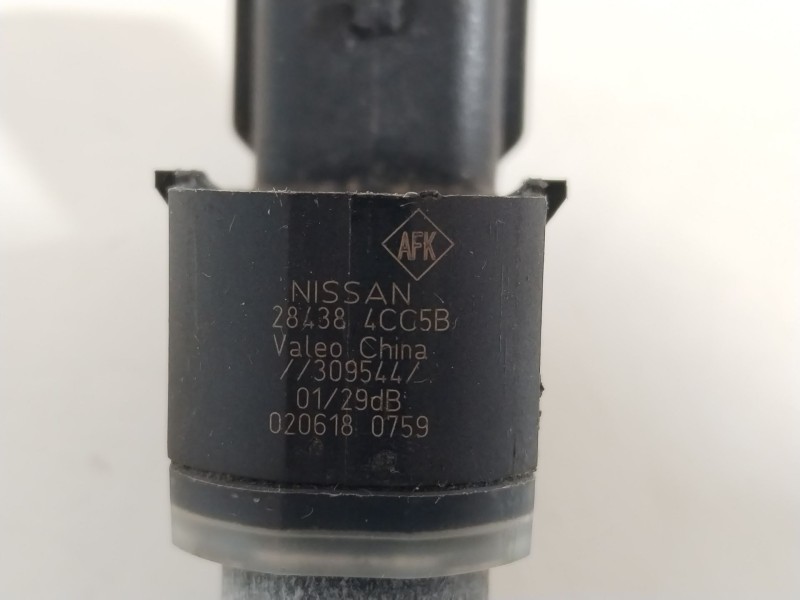 AFK
NISSAN
28438 4CC5B
Valeo China
//309544/
01/29dB
020618 0759